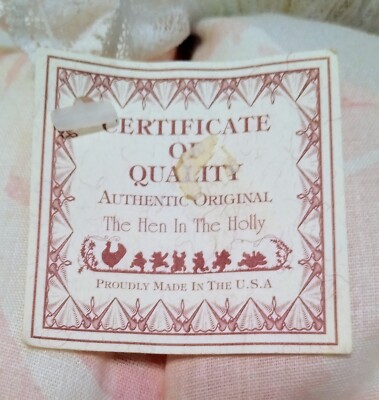 CERTIFICATE
OF
QUALITY
AUTHENTIC ORIGINAL
The Hen In The Holly
PROUDLY MADE IN THE U.S.A